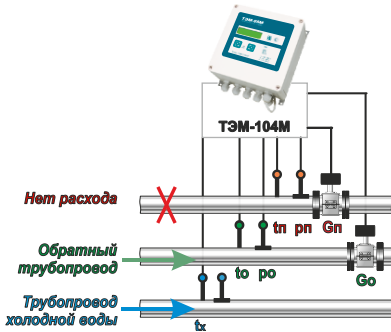 ТЭМ-104М
Нет расхода
tп pп Gп
Обратный
трубопровод
to po Go
Трубопровод
холодной воды
tx